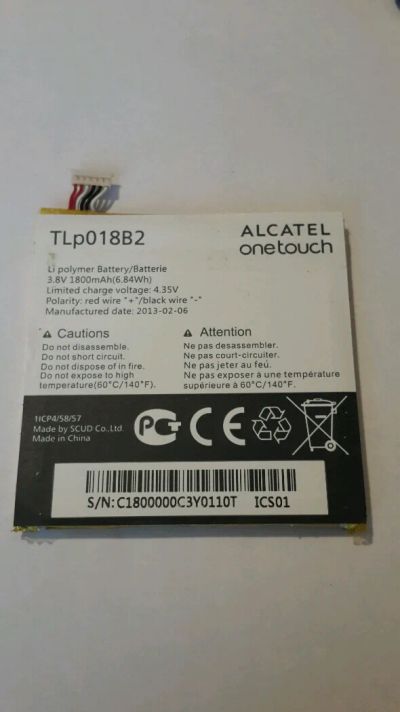 TLp018B2
ALCATEL
onetouch
Li polymer Battery/Batterie
3.8V 1800mAh(6.84Wh)
Limited charge voltage: 4.35V
Polarity: red wire "+"/black wire "-"
Manufactured date: 2013-02-06
Cautions
Do not disassemble.
Do not short circuit.
Do not dispose of in fire.
Do not expose to high
temperature(60°C/140°F).
Attention
Ne pas desassembler.
Ne pas court-circuiter.
Ne pas jeter au feu.
Ne pas exposer à une température
supérieure à 60°C/140°F.
1ICP4/58/57
Made by SCUD Co.,Ltd.
Made in China
S/N: C1800000C3Y0110T ICS01